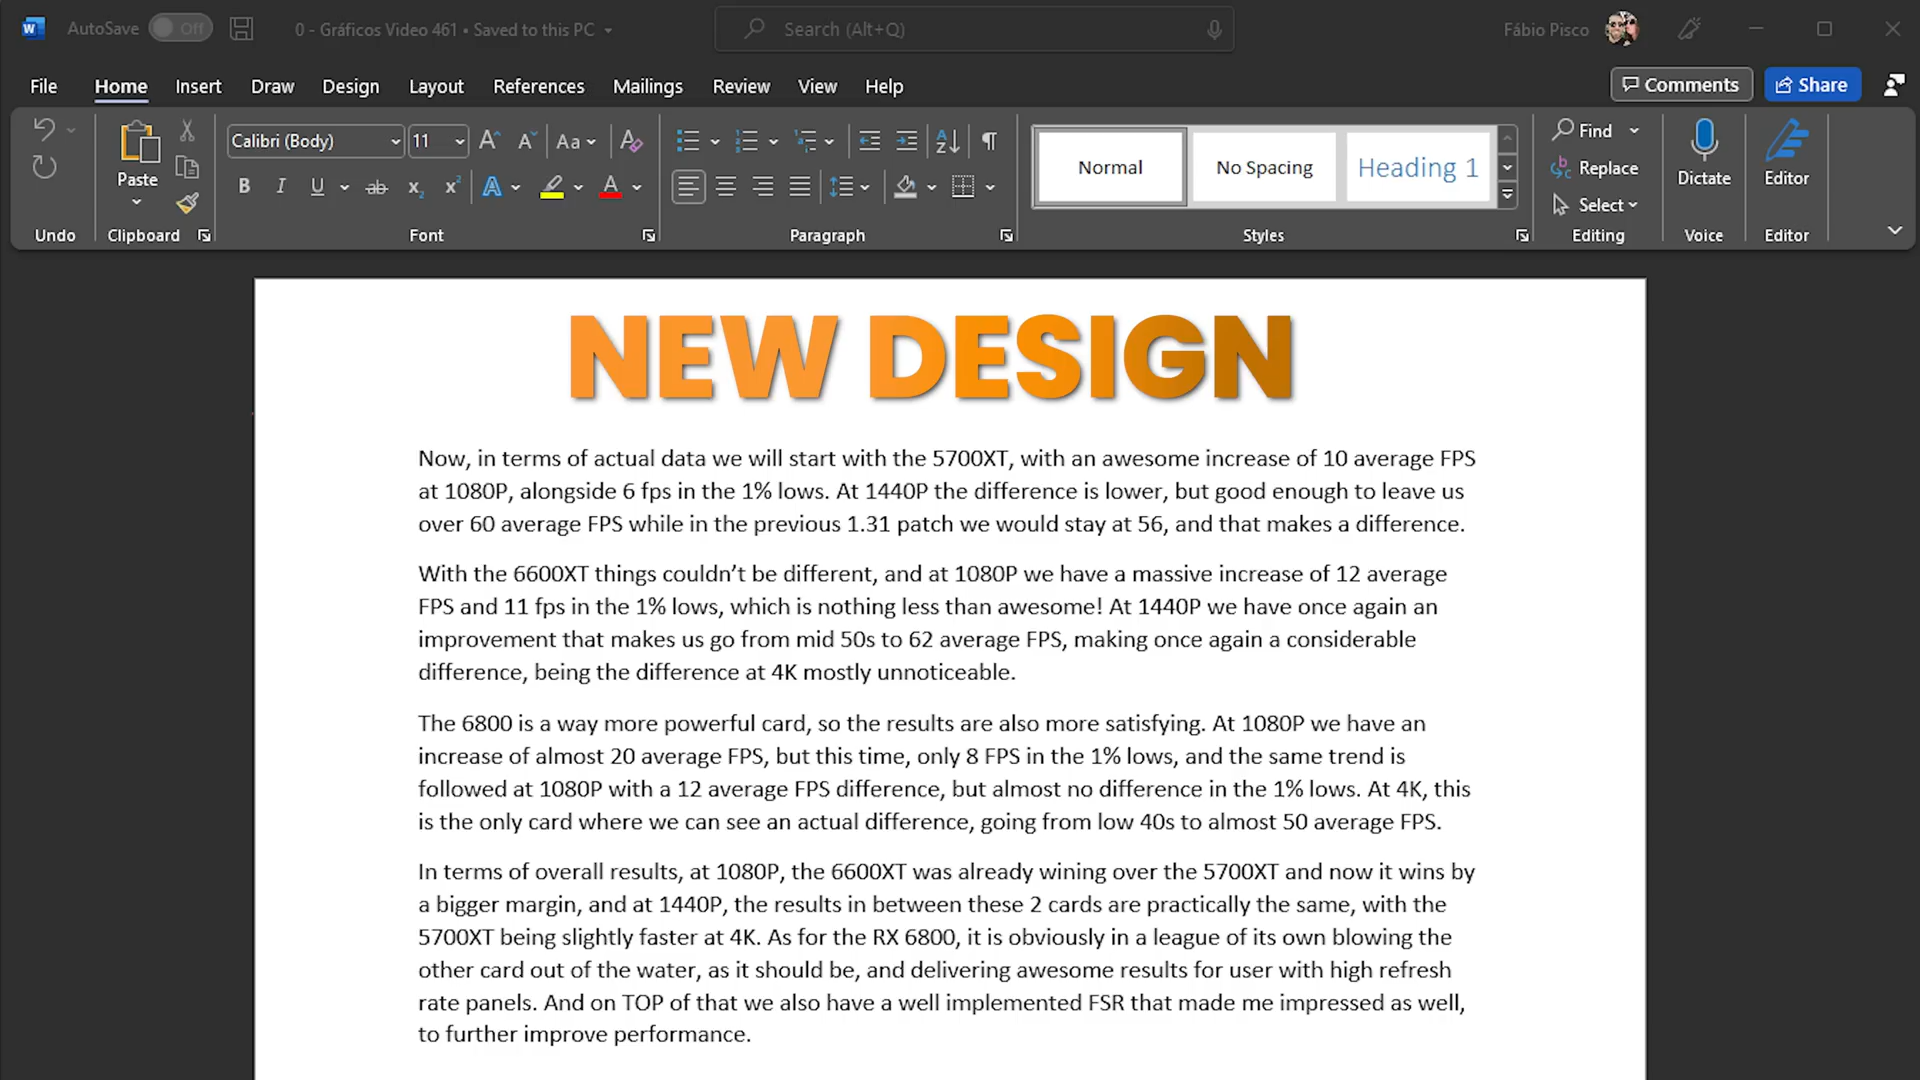 AutoSave Off 0 - Gráficos Video 461 • Saved to this PC Search (Alt+Q) Fábio Pisco
File Home Insert Draw Design Layout References Mailings Review View Help Comments Share
Paste Calibri (Body) 11 Aa Normal No Spacing Heading 1 Find Replace Select Dictate Editor
Undo Clipboard Font Paragraph Styles Editing Voice Editor
NEW DESIGN
Now, in terms of actual data we will start with the 5700XT, with an awesome increase of 10 average FPS
at 1080P, alongside 6 fps in the 1% lows. At 1440P the difference is lower, but good enough to leave us
over 60 average FPS while in the previous 1.31 patch we would stay at 56, and that makes a difference.
With the 6600XT things couldn’t be different, and at 1080P we have a massive increase of 12 average
FPS and 11 fps in the 1% lows, which is nothing less than awesome! At 1440P we have once again an
improvement that makes us go from mid 50s to 62 average FPS, making once again a considerable
difference, being the difference at 4K mostly unnoticeable.
The 6800 is a way more powerful card, so the results are also more satisfying. At 1080P we have an
increase of almost 20 average FPS, but this time, only 8 FPS in the 1% lows, and the same trend is
followed at 1080P with a 12 average FPS difference, but almost no difference in the 1% lows. At 4K, this
is the only card where we can see an actual difference, going from low 40s to almost 50 average FPS.
In terms of overall results, at 1080P, the 6600XT was already wining over the 5700XT and now it wins by
a bigger margin, and at 1440P, the results in between these 2 cards are practically the same, with the
5700XT being slightly faster at 4K. As for the RX 6800, it is obviously in a league of its own blowing the
other card out of the water, as it should be, and delivering awesome results for user with high refresh
rate panels. And on TOP of that we also have a well implemented FSR that made me impressed as well,
to further improve performance.